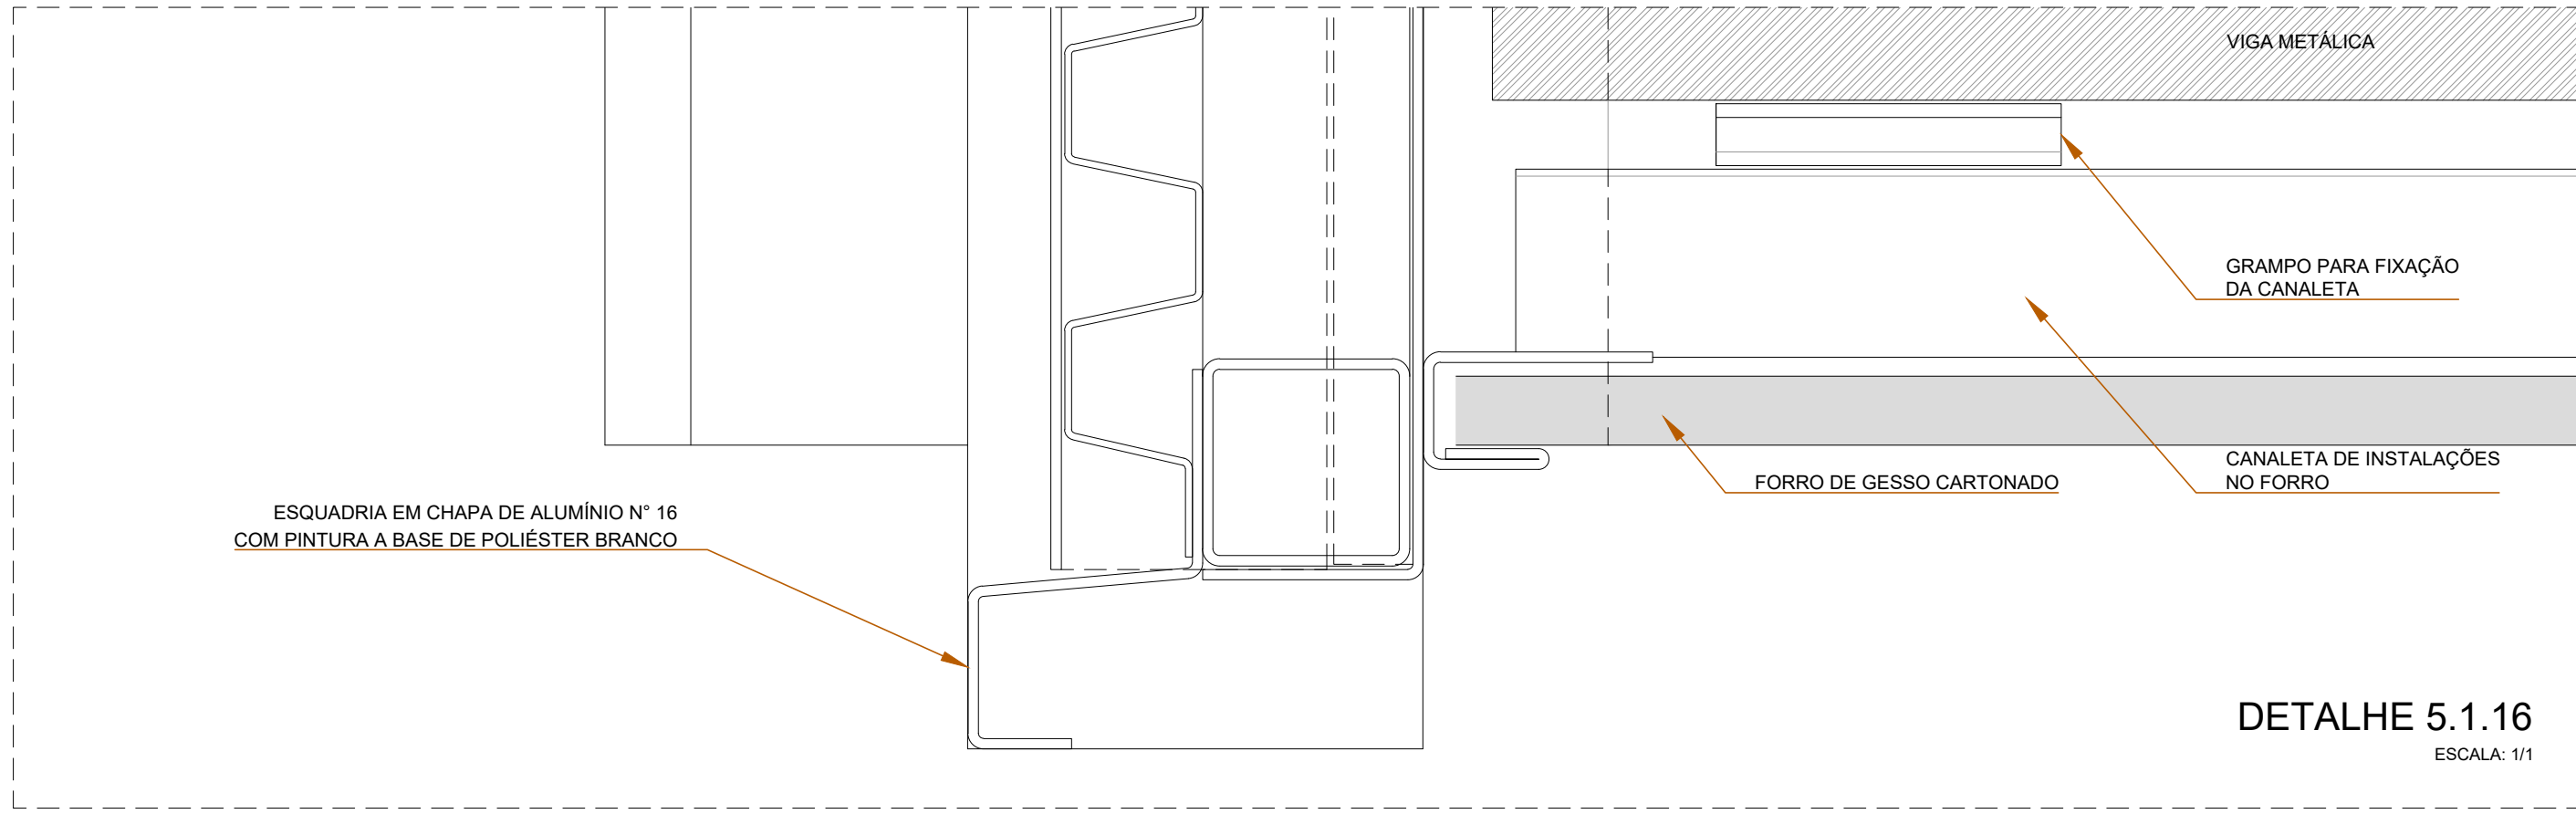 VIGA METÁLICA
GRAMPO PARA FIXAÇÃO
DA CANALETA
CANALETA DE INSTALAÇÕES
NO FORRO
FORRO DE GESSO CARTONADO
ESQUADRIA EM CHAPA DE ALUMÍNIO N° 16
COM PINTURA A BASE DE POLIÉSTER BRANCO
DETALHE 5.1.16
ESCALA: 1/1